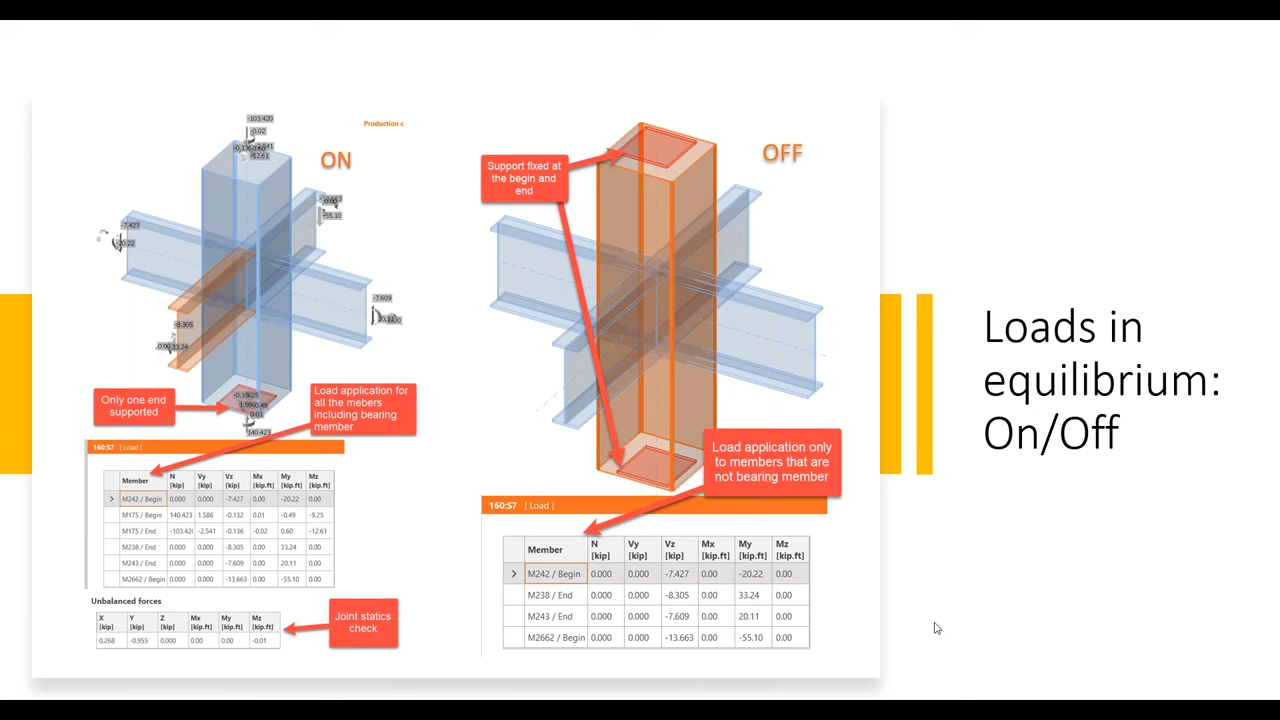 -103.420
-0.02
-12.61
Production c
ON
-7.427
-20.22
-55.10
-7.609
-8.305
0.00
33.24
0.01
140.423
Only one end
supported
Load application for
all the mebers
including bearing
member
160:S7 [ Load ]
Member N [kip] Vy [kip] Vz [kip] Mx [kip.ft] My [kip.ft] Mz [kip.ft]
> M242 / Begin 0.000 0.000 -7.427 0.00 -20.22 0.00
M175 / Begin 140.423 1.586 -0.132 0.01 -0.49 -9.25
M175 / End -103.420 -2.541 -0.136 -0.02 0.60 -12.61
M238 / End 0.000 0.000 -8.305 0.00 33.24 0.00
M243 / End 0.000 0.000 -7.609 0.00 20.11 0.00
M2662 / Begin 0.000 0.000 -13.663 0.00 -55.10 0.00
Unbalanced forces
X [kip] Y [kip] Z [kip] Mx [kip.ft] My [kip.ft] Mz [kip.ft]
0.268 -0.955 0.000 0.00 0.00 -0.01
Joint statics
check
OFF
Support fixed at
the begin and
end
Load application only
to members that are
not bearing member
160:S7 [ Load ]
Member N [kip] Vy [kip] Vz [kip] Mx [kip.ft] My [kip.ft] Mz [kip.ft]
> M242 / Begin 0.000 0.000 -7.427 0.00 -20.22 0.00
M238 / End 0.000 0.000 -8.305 0.00 33.24 0.00
M243 / End 0.000 0.000 -7.609 0.00 20.11 0.00
M2662 / Begin 0.000 0.000 -13.663 0.00 -55.10 0.00
Loads in
equilibrium:
On/Off